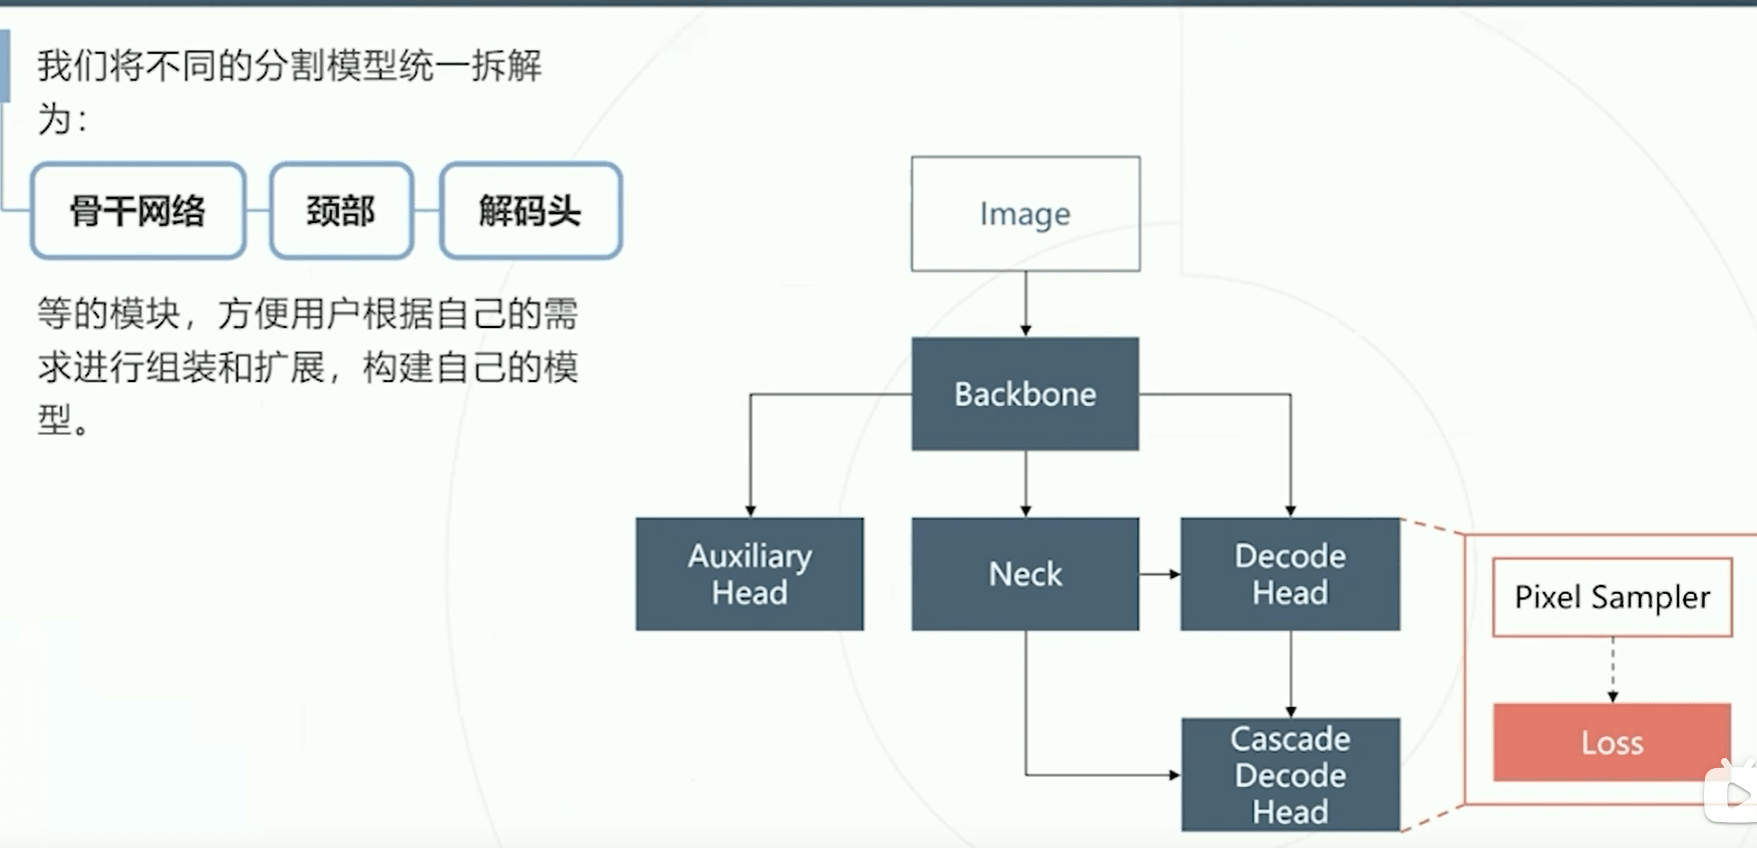 我们将不同的分割模型统一拆解
为：
骨干网络
颈部
解码头
等的模块，方便用户根据自己的需
求进行组装和扩展，构建自己的模
型。
Image
Backbone
Auxiliary
Head
Neck
Decode
Head
Cascade
Decode
Head
Pixel Sampler
Loss